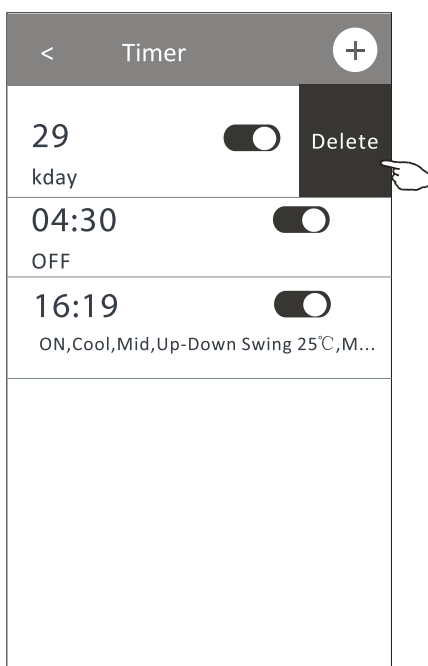 < Timer +
29
Delete
kday
04:30
OFF
16:19
ON,Cool,Mid,Up-Down Swing 25℃,M...